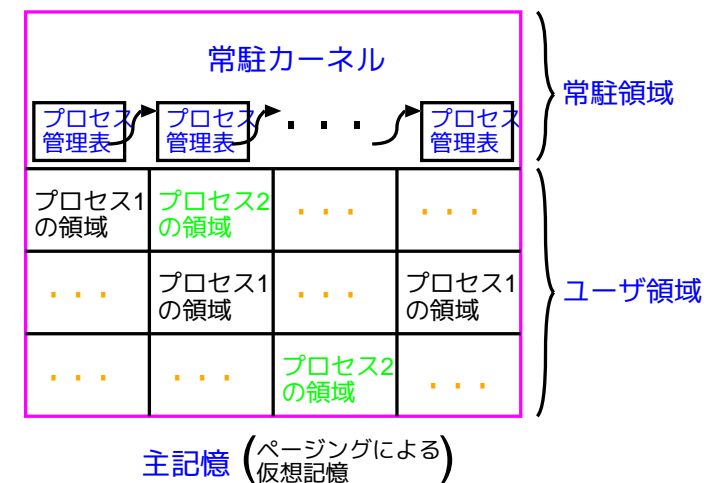 常駐カーネル
常駐領域
プロセス
管理表
プロセス
管理表
・・・
プロセス
管理表
プロセス1
の領域
プロセス2
の領域
・・・
・・・
ユーザ領域
・・・
プロセス1
の領域
・・・
プロセス1
の領域
・・・
・・・
プロセス2
の領域
・・・
主記憶
(ページングによる
仮想記憶)